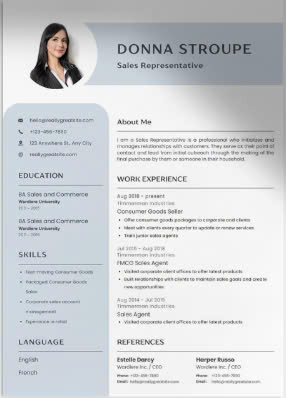 DONNA STROUPE
Sales Representative
hello@reallygreatsite.com
+123-456-7890
123 Anywhere St., Any City
reallygreatsite.com
EDUCATION
BA Sales and Commerce
Wardiere University
BA Sales and Commerce
Wardiere University
SKILLS
Fast-moving Consumer Goods
Packaged Consumer Goods
Sales
Corporate sales account
management
Experience in retail
LANGUAGE
English
French
About Me
I am a Sales Representative is a professional who initializes and
manages relationships with customers. They serve as their point of
contact and lead from initial outreach through the making of the
final purchase by them or someone in their household.
WORK EXPERIENCE
Aug 2018 – present
Timmerman Industries
Consumer Goods Seller
Offer consumer goods packages to corporate and clients
Meet with clients every quarter to update or renew services
Train junior sales agents
Jul 2015 – Aug 2018
Timmerman Industries
FMCG Sales Agent
Visited corporate client offices to offer latest products
Built relationships with clients to maintain sales goals and create
new opportunities
Aug 2014 – Jul 2015
Timmerman Industries
Sales Agent
Visited corporate client offices to offer latest products
REFERENCES
Estelle Darcy
Wardiere Inc. / CEO
Phone: +123-456-7890
Email: hello@reallygreatsite.com
Harper Russo
Wardiere Inc. / CEO
Phone: +123-456-7890
Email: hello@reallygreatsite.com